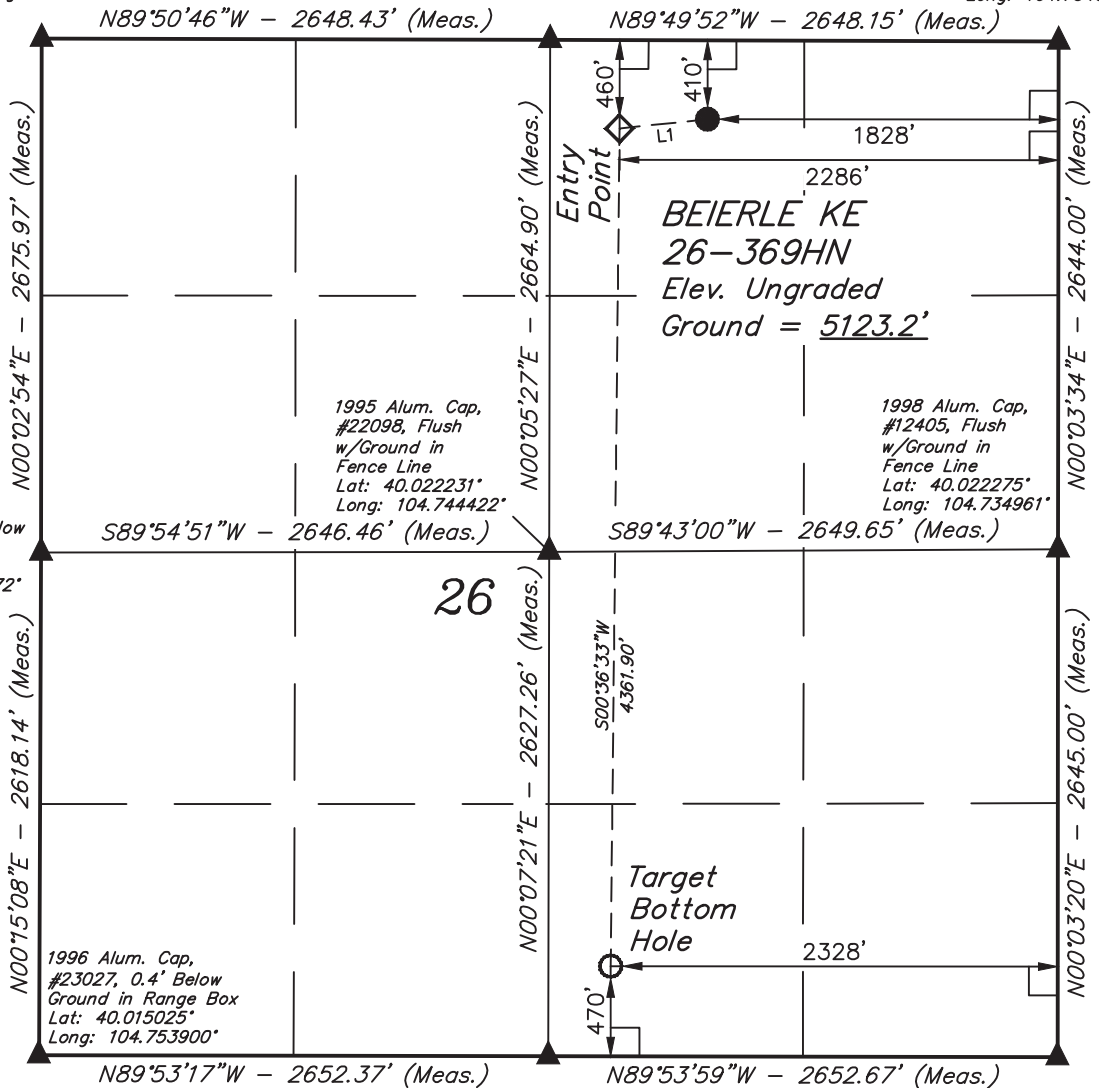 N89°50'46"W - 2648.43' (Meas.)
N89°49'52"W - 2648.15' (Meas.)
N00°02'54"E - 2675.97' (Meas.)
N00°05'27"E - 2664.90' (Meas.)
N00°03'34"E - 2644.00' (Meas.)
460'
410'
L1
1828'
2286'
Entry
Point
BEIERLE KE
26-369HN
Elev. Ungraded
Ground = 5123.2'
1995 Alum. Cap,
#22098, Flush
w/Ground in
Fence Line
Lat: 40.022231°
Long: 104.744422°
1998 Alum. Cap,
#12405, Flush
w/Ground in
Fence Line
Lat: 40.022275°
Long: 104.734961°
S89°54'51"W - 2646.46' (Meas.)
S89°43'00"W - 2649.65' (Meas.)
26
N00°15'08"E - 2618.14' (Meas.)
N00°07'21"E - 2627.26' (Meas.)
S00°36'33"W
4361.90'
N00°03'20"E - 2645.00' (Meas.)
Target
Bottom
Hole
2328'
470'
1996 Alum. Cap,
#23027, 0.4' Below
Ground in Range Box
Lat: 40.015025°
Long: 104.753900°
N89°53'17"W - 2652.37' (Meas.)
N89°53'59"W - 2652.67' (Meas.)